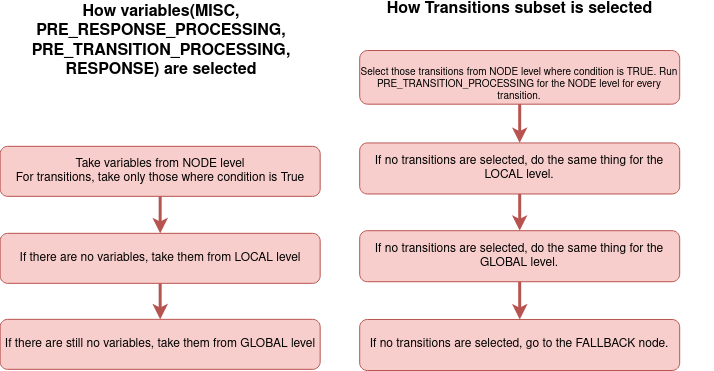 How variables(MISC,
PRE_RESPONSE_PROCESSING,
PRE_TRANSITION_PROCESSING,
RESPONSE) are selected
Take variables from NODE level
For transitions, take only those where condition is True
If there are no variables, take them from LOCAL level
If there are still no variables, take them from GLOBAL level
How Transitions subset is selected
Select those transitions from NODE level where condition is TRUE. Run
PRE_TRANSITION_PROCESSING for the NODE level for every
transition.
If no transitions are selected, do the same thing for the
LOCAL level.
If no transitions are selected, do the same thing for the
GLOBAL level.
If no transitions are selected, go to the FALLBACK node.